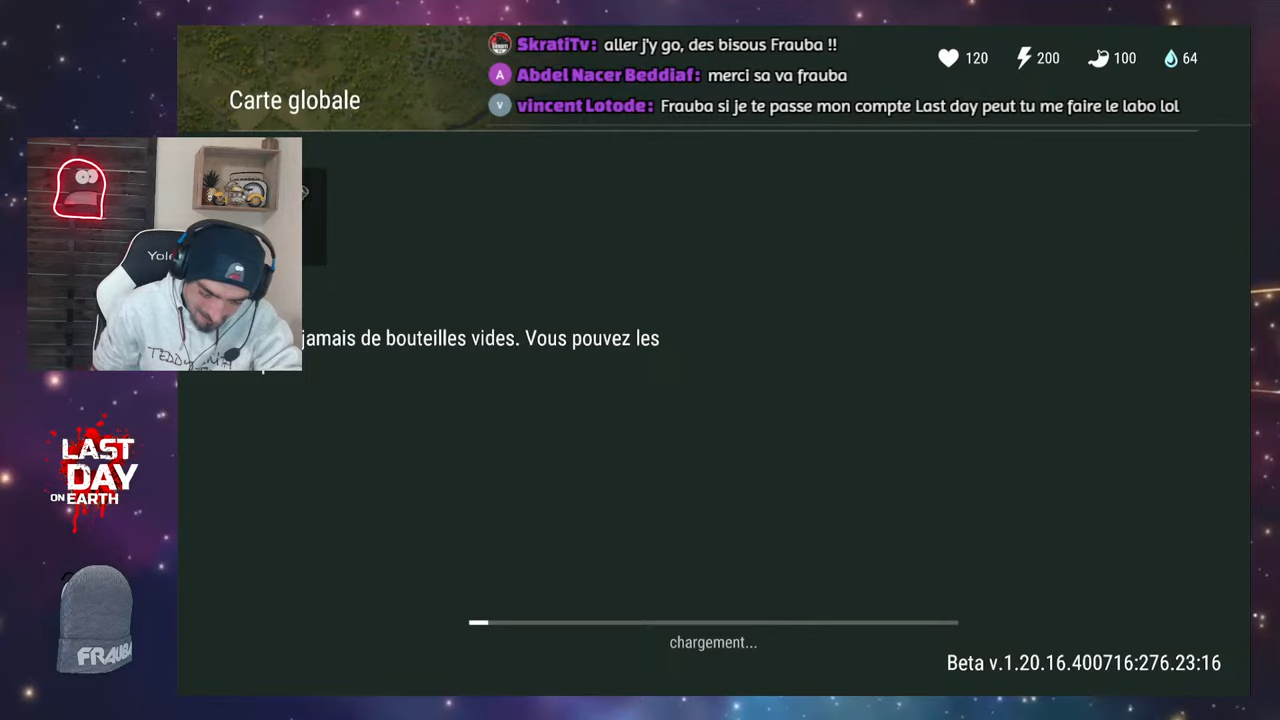 SkratiTv: aller j'y go, des bisous Frauba !!
120 200 100 64
A Abdel Nacer Beddiaf: merci sa va frauba
Carte globale
v vincent Lotode: Frauba si je te passe mon compte Last day peut tu me faire le labo lol
jamais de bouteilles vides. Vous pouvez les
LAST
DAY
ON EARTH
FRAUBA
chargement...
Beta v.1.20.16.400716:276.23:16